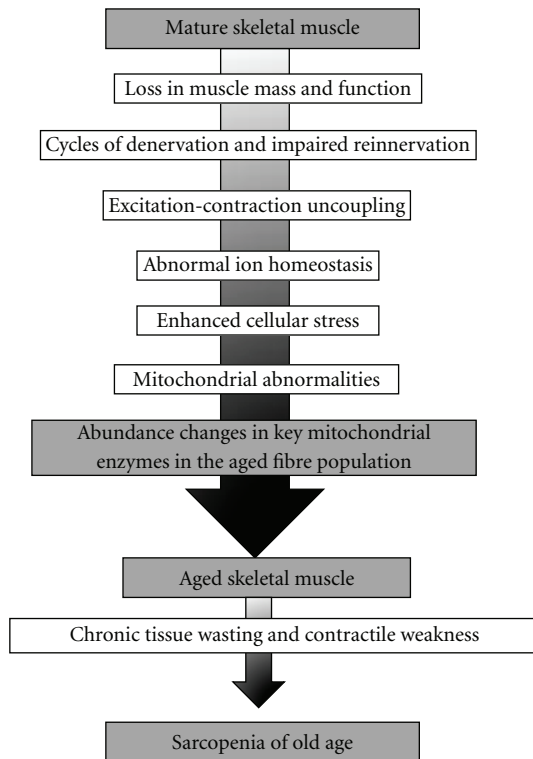 Mature skeletal muscle
Loss in muscle mass and function
Cycles of denervation and impaired reinnervation
Excitation-contraction uncoupling
Abnormal ion homeostasis
Enhanced cellular stress
Mitochondrial abnormalities
Abundance changes in key mitochondrial
enzymes in the aged fibre population
Aged skeletal muscle
Chronic tissue wasting and contractile weakness
Sarcopenia of old age